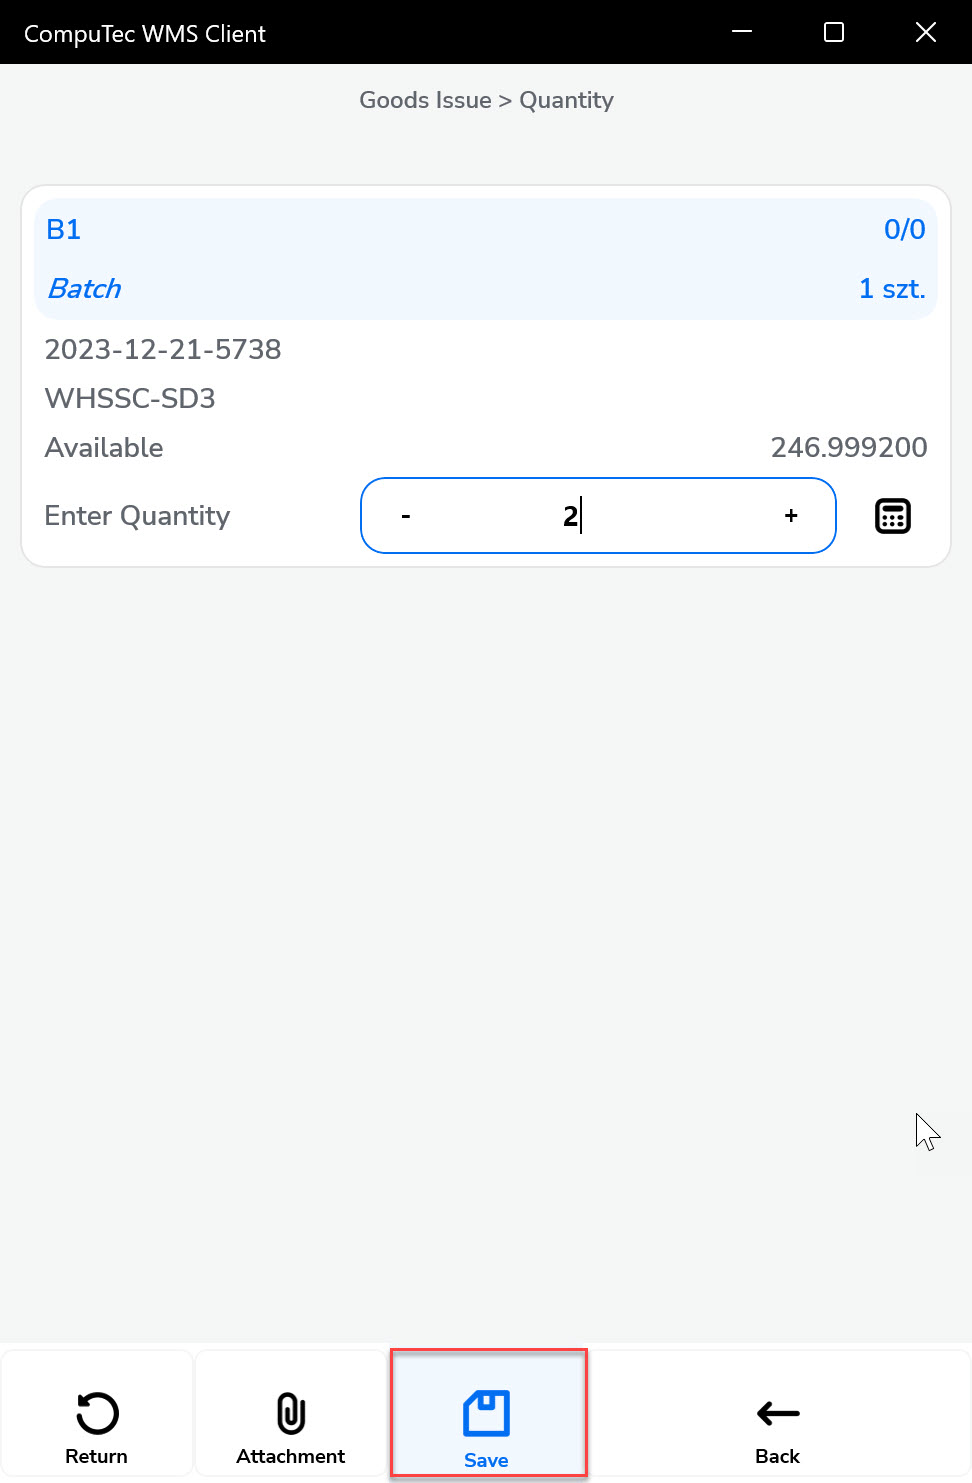 CompuTec WMS Client
Goods Issue > Quantity
B1 0/0
Batch 1 szt.
2023-12-21-5738
WHSSC-SD3
Available 246.999200
Enter Quantity - 2 +
Return Attachment Save Back